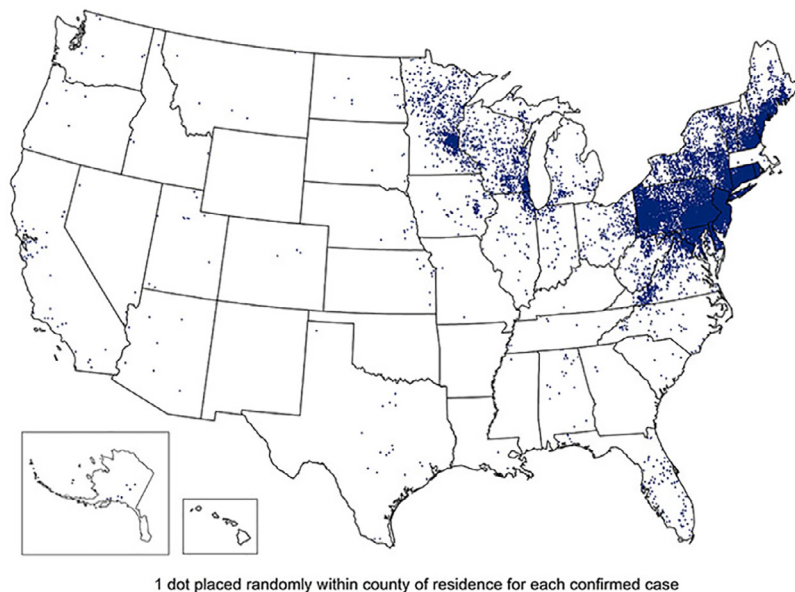 1 dot placed randomly within county of residence for each confirmed case